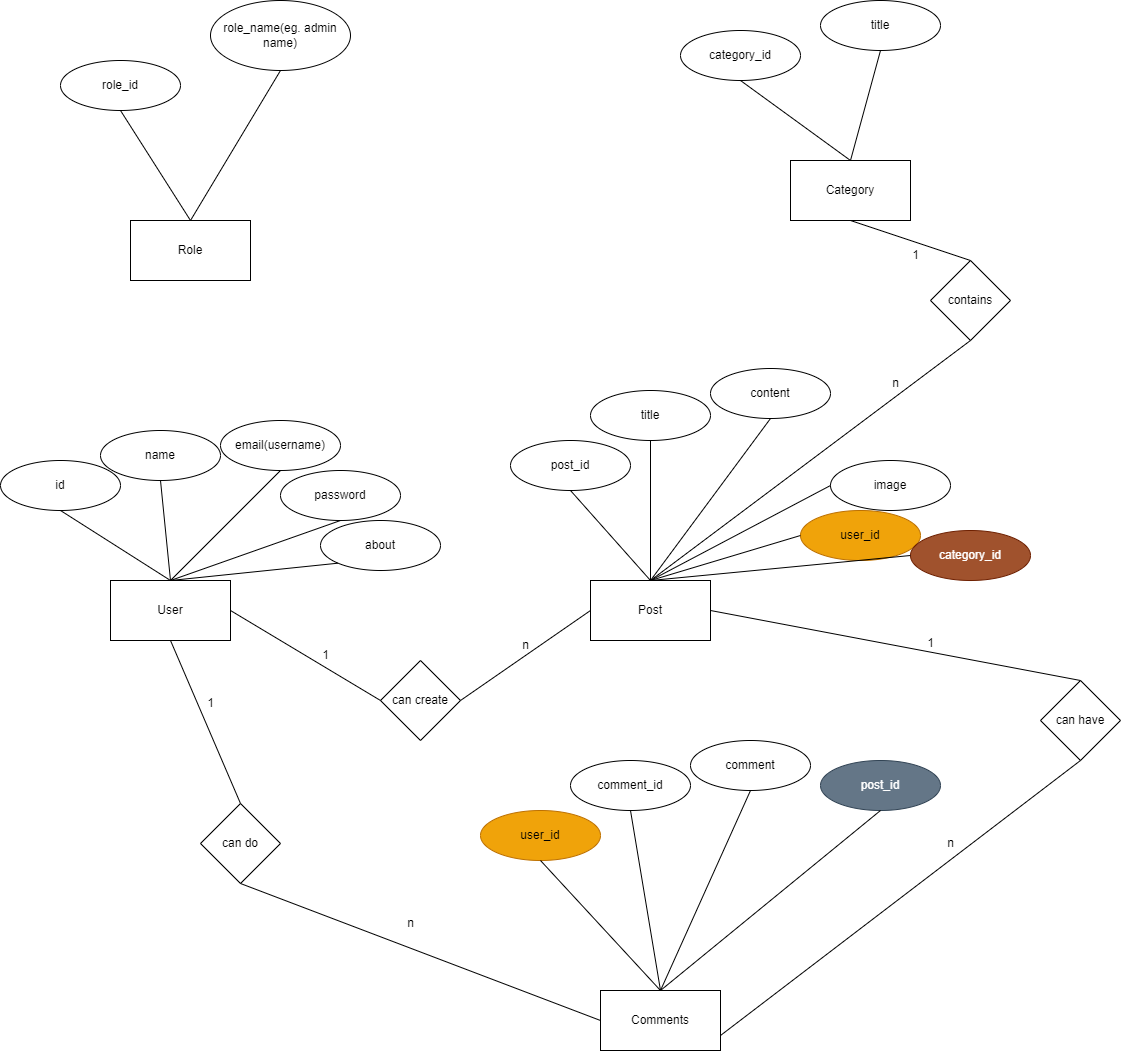 role_name(eg. admin
name)
title
category_id
role_id
Category
Role
1
contains
n
content
title
email(username)
name
post_id
id
image
password
user_id
about
category_id
User
Post
1
n
1
can create
1
can have
comment
comment_id
post_id
user_id
can do
n
n
Comments